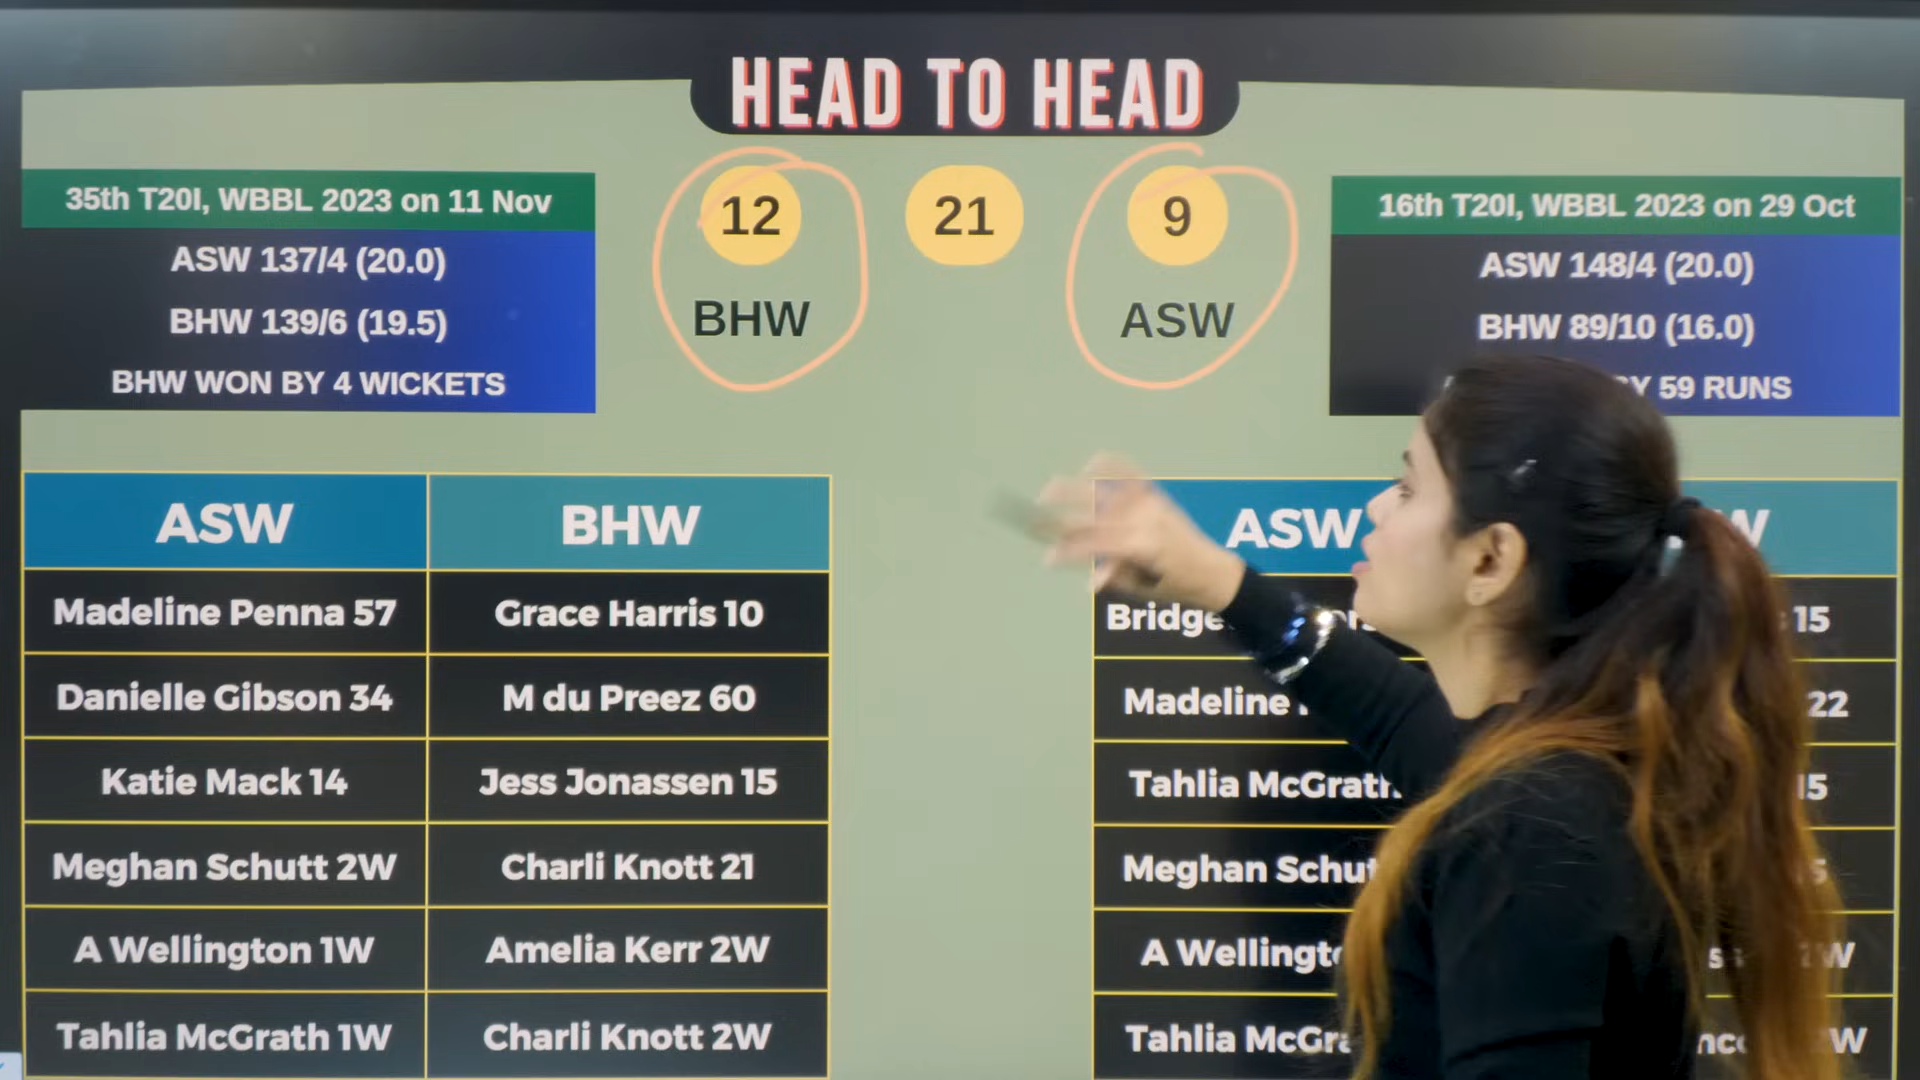 HEAD TO HEAD
35th T20I, WBBL 2023 on 11 Nov
ASW 137/4 (20.0)
BHW 139/6 (19.5)
BHW WON BY 4 WICKETS
12
BHW
21
9
ASW
16th T20I, WBBL 2023 on 29 Oct
ASW 148/4 (20.0)
BHW 89/10 (16.0)
59 RUNS
ASW BHW
Madeline Penna 57 Grace Harris 10
Danielle Gibson 34 M du Preez 60
Katie Mack 14 Jess Jonassen 15
Meghan Schutt 2W Charli Knott 21
A Wellington 1W Amelia Kerr 2W
Tahlia McGrath 1W Charli Knott 2W
ASW
15
Madeline 22
Tahlia McGrath
Meghan
A
Tahlia